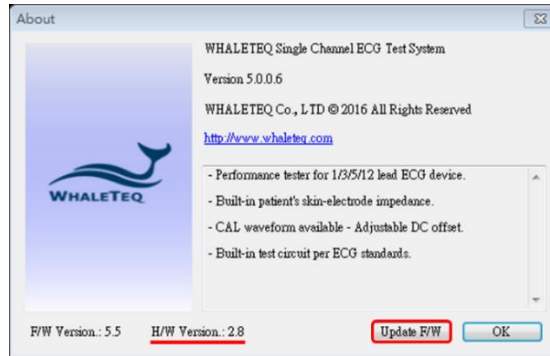 About
WHALETEQ Single Channel ECG Test System
Version 5.0.0.6
WHALETEQ Co., LTD © 2016 All Rights Reserved
http://www.whaleteq.com
WHALETEQ
- Performance tester for 1/3/5/12 lead ECG device.
- Built-in patient's skin-electrode impedance.
- CAL waveform available - Adjustable DC offset.
- Built-in test circuit per ECG standards.
F/W Version.: 5.5 H/W Version.: 2.8 Update F/W OK